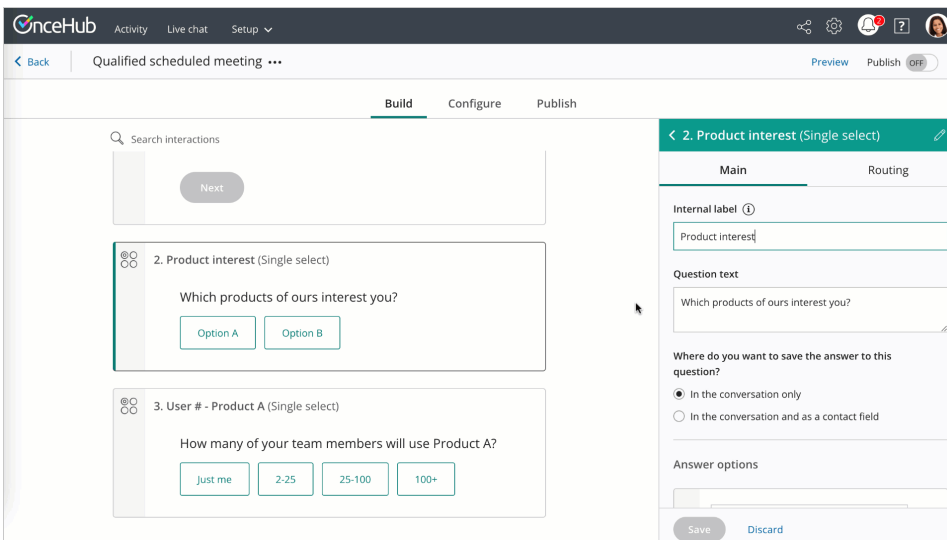 OnceHub Activity Live chat Setup
2
?
Back Qualified scheduled meeting ••• Preview Publish OFF
Build Configure Publish
Search interactions
Next
2. Product interest (Single select)
Which products of ours interest you?
Option A Option B
3. User # - Product A (Single select)
How many of your team members will use Product A?
Just me 2-25 25-100 100+
2. Product interest (Single select)
Main Routing
Internal label i
Product interest
Question text
Which products of ours interest you?
Where do you want to save the answer to this
question?
In the conversation only
In the conversation and as a contact field
Answer options
Save Discard